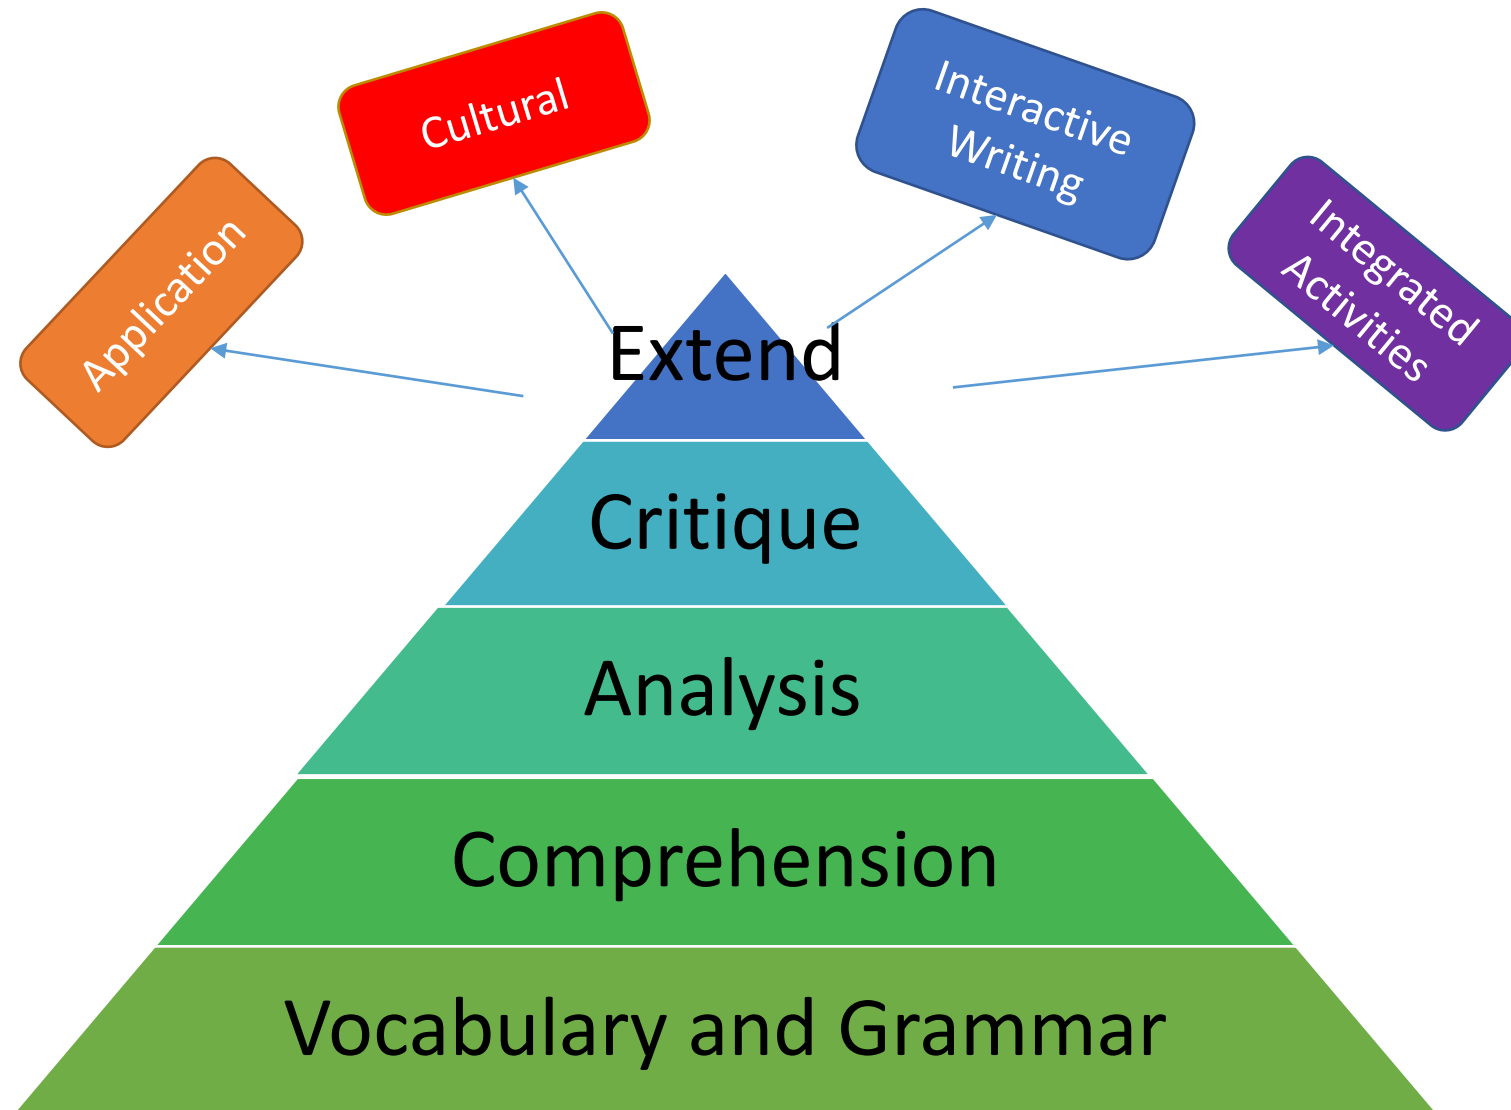 Application
Cultural
Interactive
Writing
Integrated
Activities
Extend
Critique
Analysis
Comprehension
Vocabulary and Grammar